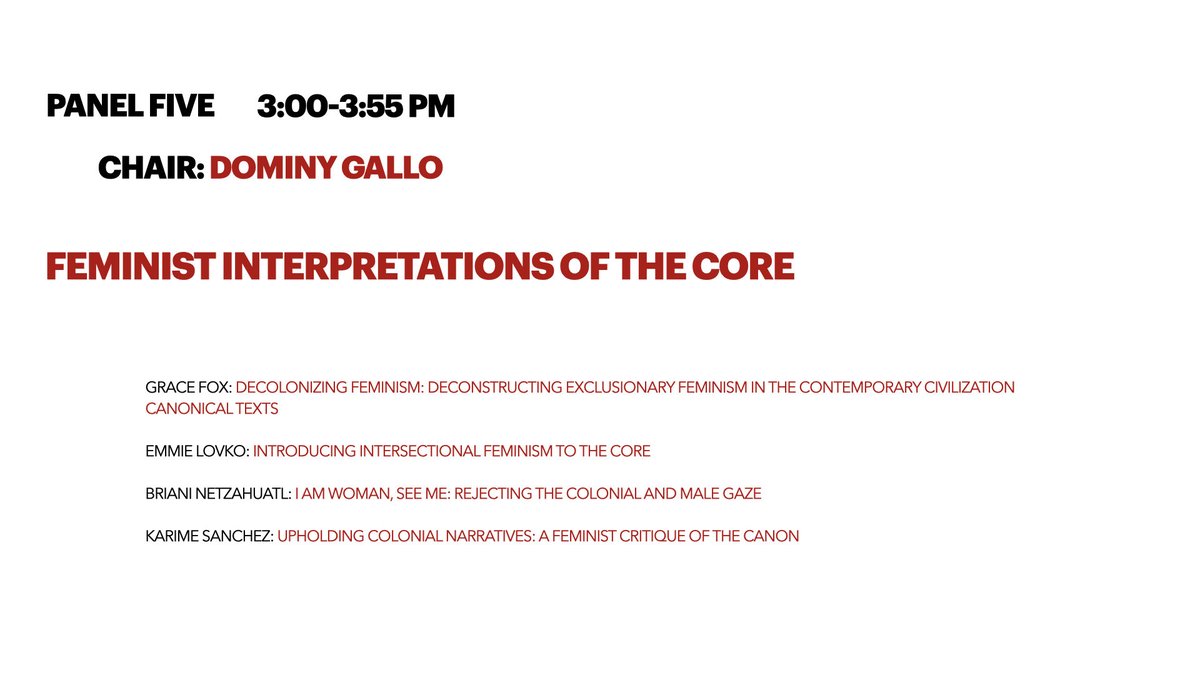 PANEL FIVE 3:00-3:55 PM
CHAIR: DOMINY GALLO
FEMINIST INTERPRETATIONS OF THE CORE
GRACE FOX: DECOLONIZING FEMINISM: DECONSTRUCTING EXCLUSIONARY FEMINISM IN THE CONTEMPORARY CIVILIZATION
CANONICAL TEXTS
EMMIE LOVKO: INTRODUCING INTERSECTIONAL FEMINISM TO THE CORE
BRIANI NETZAHUATL: I AM WOMAN, SEE ME: REJECTING THE COLONIAL AND MALE GAZE
KARIME SANCHEZ: UPHOLDING COLONIAL NARRATIVES: A FEMINIST CRITIQUE OF THE CANON